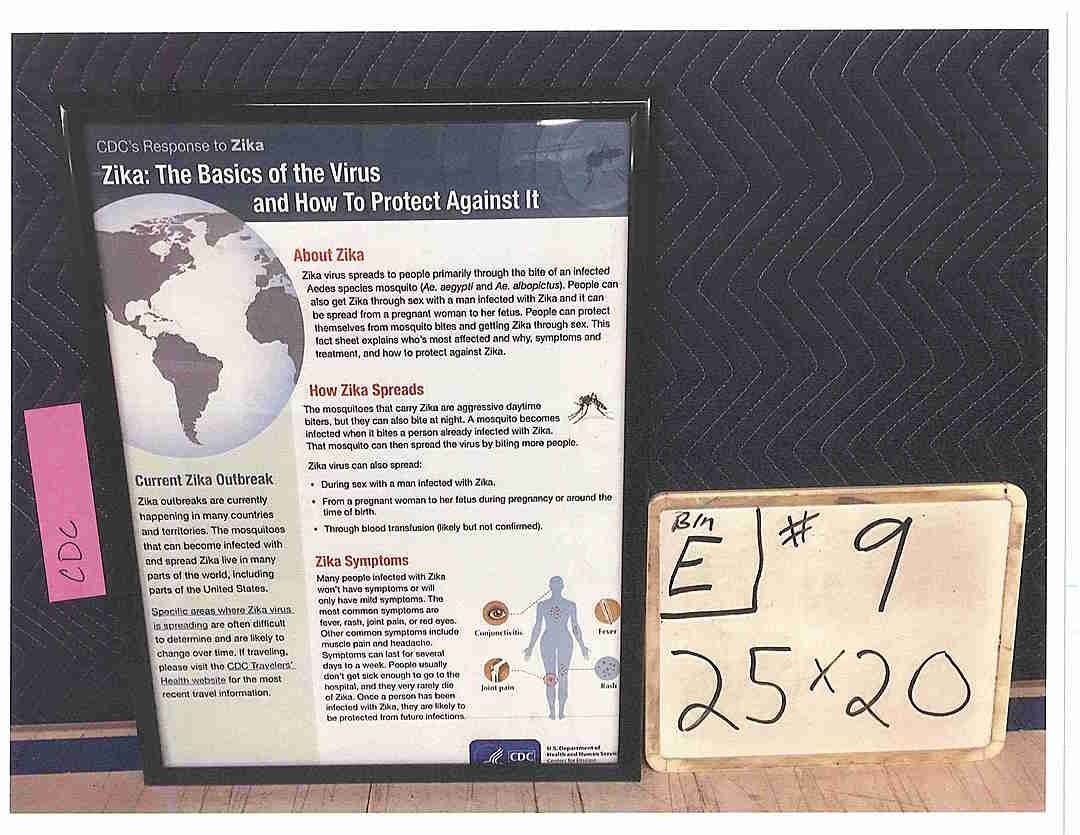 CDC's Response to Zika
Zika: The Basics of the Virus
and How To Protect Against It
About Zika
Zika virus spreads to people primarily through the bite of an infected
Aedes species mosquito (Ae. aegypti and Ae. albopictus). People can
also get Zika through sex with a man infected with Zika and it can
be spread from a pregnant woman to her fetus. People can protect
themselves from mosquito bites and getting Zika through sex. This
fact sheet explains who's most affected and why, symptoms and
treatment, and how to protect against Zika.
How Zika Spreads
The mosquitoes that carry Zika are aggressive daytime
biters, but they can also bite at night. A mosquito becomes
infected when it bites a person already infected with Zika.
That mosquito can then spread the virus by biting more people.
Zika virus can also spread:
• During sex with a man infected with Zika.
• From a pregnant woman to her fetus during pregnancy or around the
time of birth.
• Through blood transfusion (likely but not confirmed).
Current Zika Outbreak
Zika outbreaks are currently
happening in many countries
and territories. The mosquitoes
that can become infected with
and spread Zika live in many
parts of the world, including
parts of the United States.
Specific areas where Zika virus
is spreading are often difficult
to determine and are likely to
change over time. If traveling,
please visit the CDC Travelers'
Health website for the most
recent travel information.
Zika Symptoms
Many people infected with Zika
won't have symptoms or will
only have mild symptoms. The
most common symptoms are
fever, rash, joint pain, or red eyes.
Other common symptoms include
muscle pain and headache.
Symptoms can last for several
days to a week. People usually
don't get sick enough to go to the
hospital, and they very rarely die
of Zika. Once a person has been
infected with Zika, they are likely to
be protected from future infections.
Conjunctivitis
Fever
Joint pain
Rash
CDC
U.S. Department of
Health and Human Servic
Centers for Disease
CDC
Bin
E # 9
25 x 20